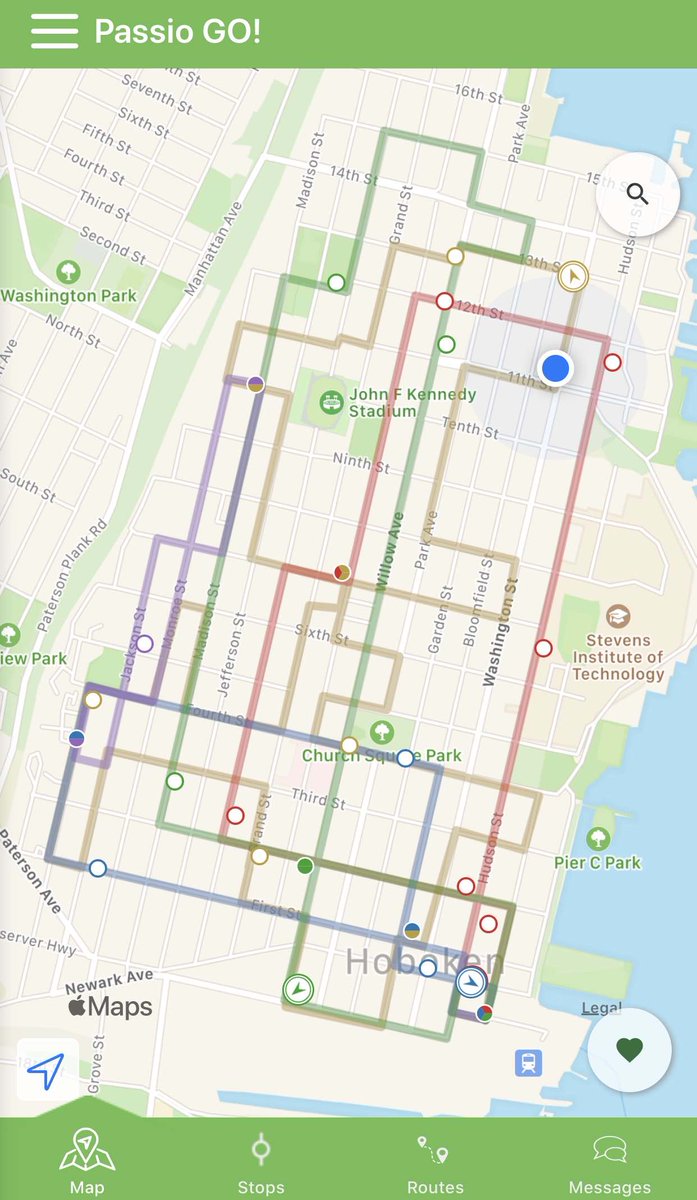 Passio GO!
16th St
Park Ave
Seventh St
Sixth St
Fifth St
Fourth St
Third St
Second St
Manhattan Ave
Madison St
14th St
Grand St
15th
Hudson St
13th St
Washington Park
North St
12th St
11th St
John F Kennedy
Stadium
Tenth St
Ninth St
South St
Paterson Plank Rd
Willow Ave
Park Ave
Garden St
Bloomfield St
Washington St
Stevens
Institute of
Technology
iew Park
Jackson St
Monroe St
Madison St
Jefferson St
Sixth St
Fourth St
Church Square Park
Third St
Grand St
Hudson St
Pier C Park
Paterson Ave
First St
server Hwy
Hoboken
Newark Ave
Maps
Legal
Grove St
Map
Stops
Routes
Messages